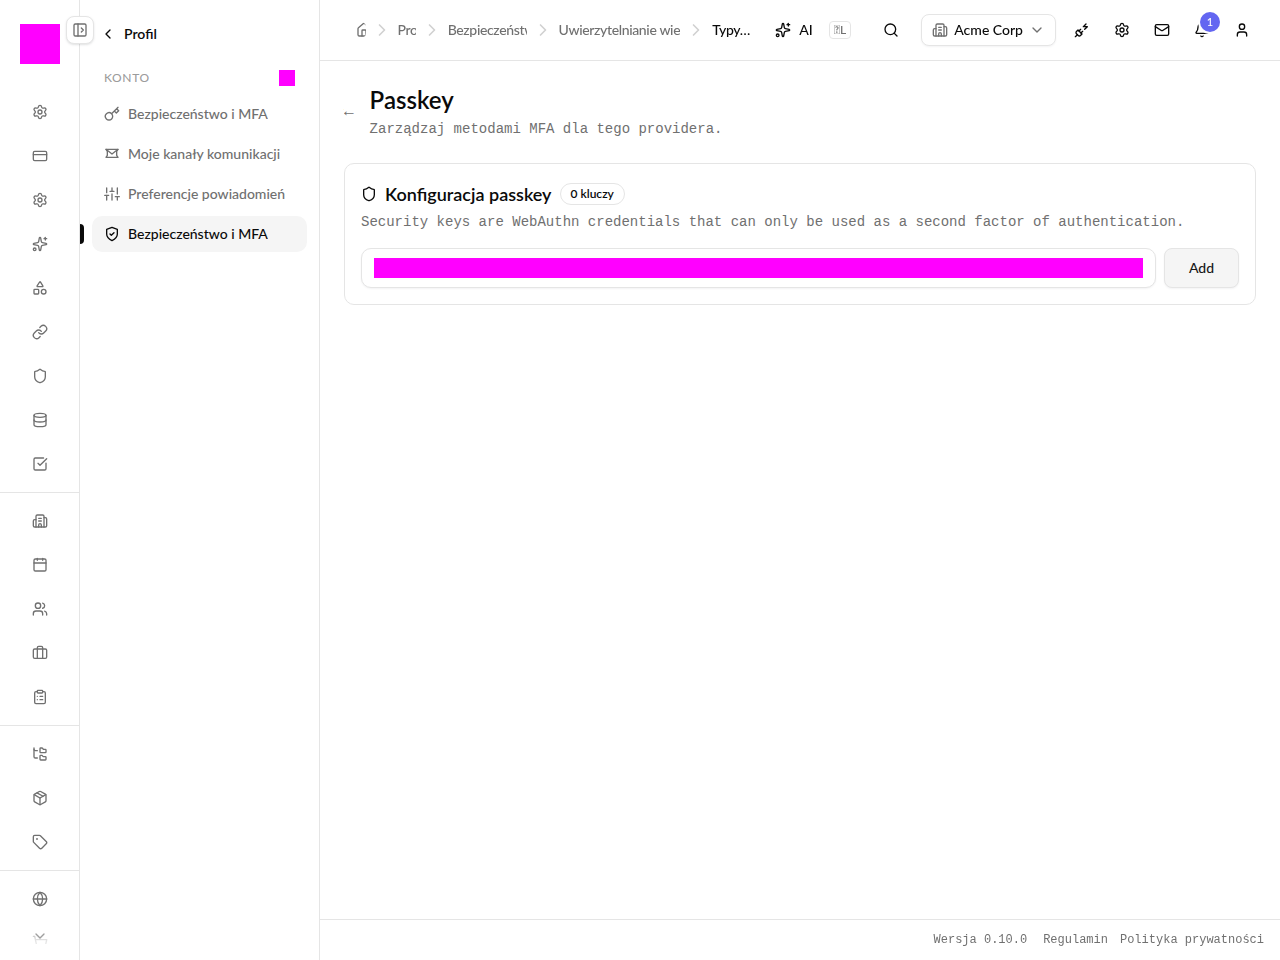 Profil
KONTO
Bezpieczeństwo i MFA
Moje kanały komunikacji
Preferencje powiadomień
Bezpieczeństwo i MFA
Pro Bezpieczeństw Uwierzytelnianie wie Typy... AI L Acme Corp 1
← Passkey
Zarządzaj metodami MFA dla tego providera.
Konfiguracja passkey 0 kluczy
Security keys are WebAuthn credentials that can only be used as a second factor of authentication.
Add
Wersja 0.10.0 Regulamin Polityka prywatności